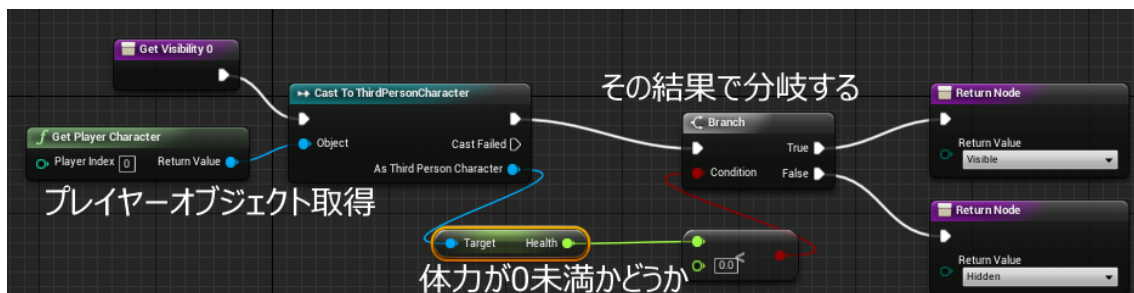 Get Visibility 0
Cast To ThirdPersonCharacter
Object
Cast Failed
As Third Person Character
f Get Player Character
Player Index 0
Return Value
プレイヤーオブジェクト取得
Target
Health
体力が0未満かどうか
0.0
<
その結果で分岐する
Branch
True
Condition
False
Return Node
Return Value
Visible
Return Node
Return Value
Hidden